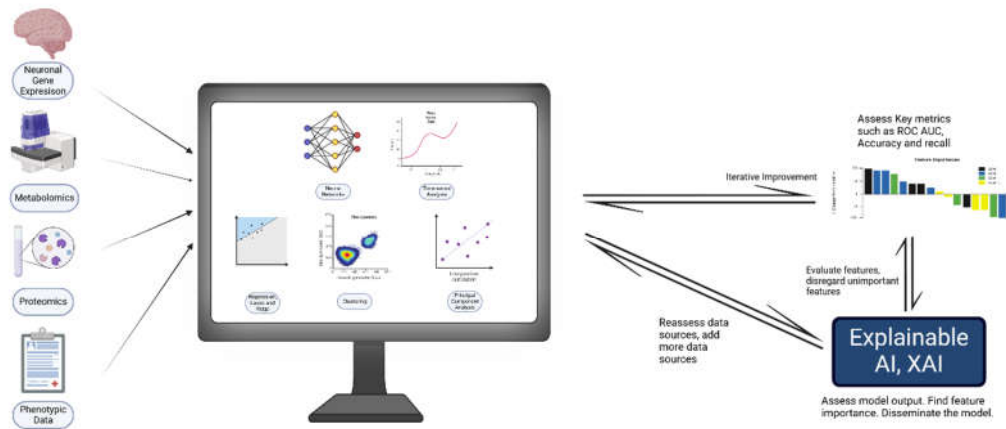 Neuronal
Gene
Expresison
Metabolomics
Proteomics
Phenotypic
Data
Neural
Networks
Analysis
Clustering
Principal
Component
Analysis
Iterative Improvement
Assess Key metrics
such as ROC AUC,
Accuracy and recall
Feature Importance
Evaluate features,
disregard unimportant
features
Reassess data
sources, add
more data
sources
Explainable
AI, XAI
Assess model output. Find feature
importance. Disseminate the model.